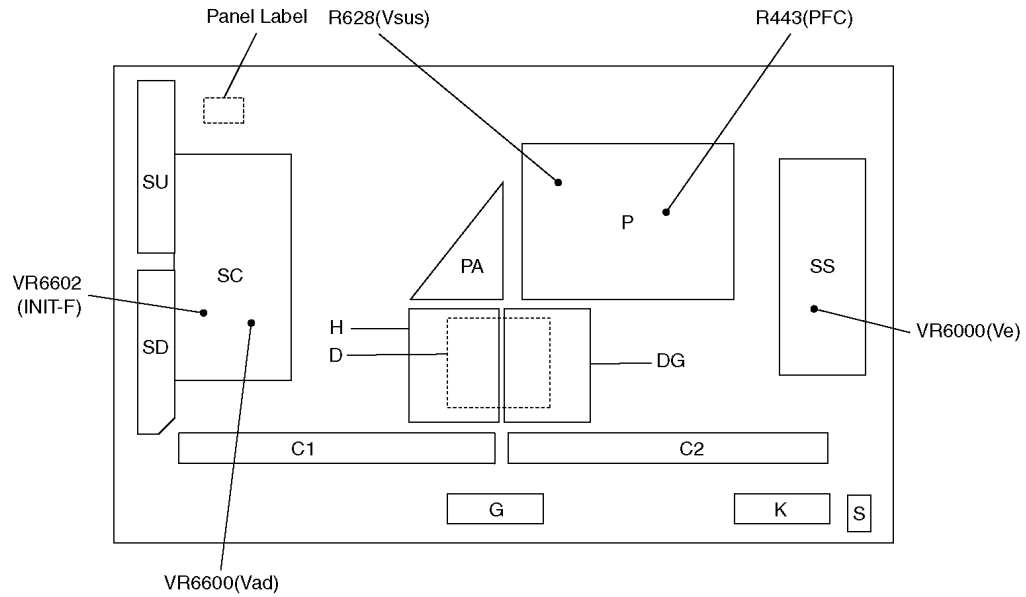 Panel Label
R628(Vsus)
R443(PFC)
SU
P
PA
SC
SS
VR6602
(INIT-F)
H
VR6000(Ve)
SD
D
DG
C1
C2
G
K
S
VR6600(Vad)